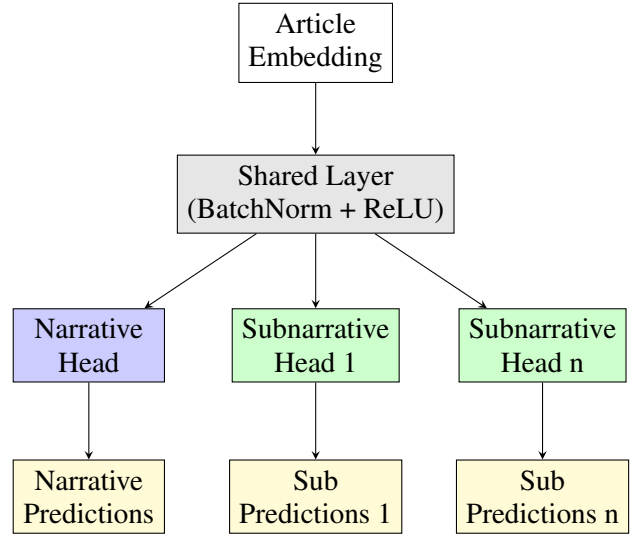 Article
Embedding
Shared Layer
(BatchNorm + ReLU)
Narrative
Head
Subnarrative
Head 1
Subnarrative
Head n
Narrative
Predictions
Sub
Predictions 1
Sub
Predictions n